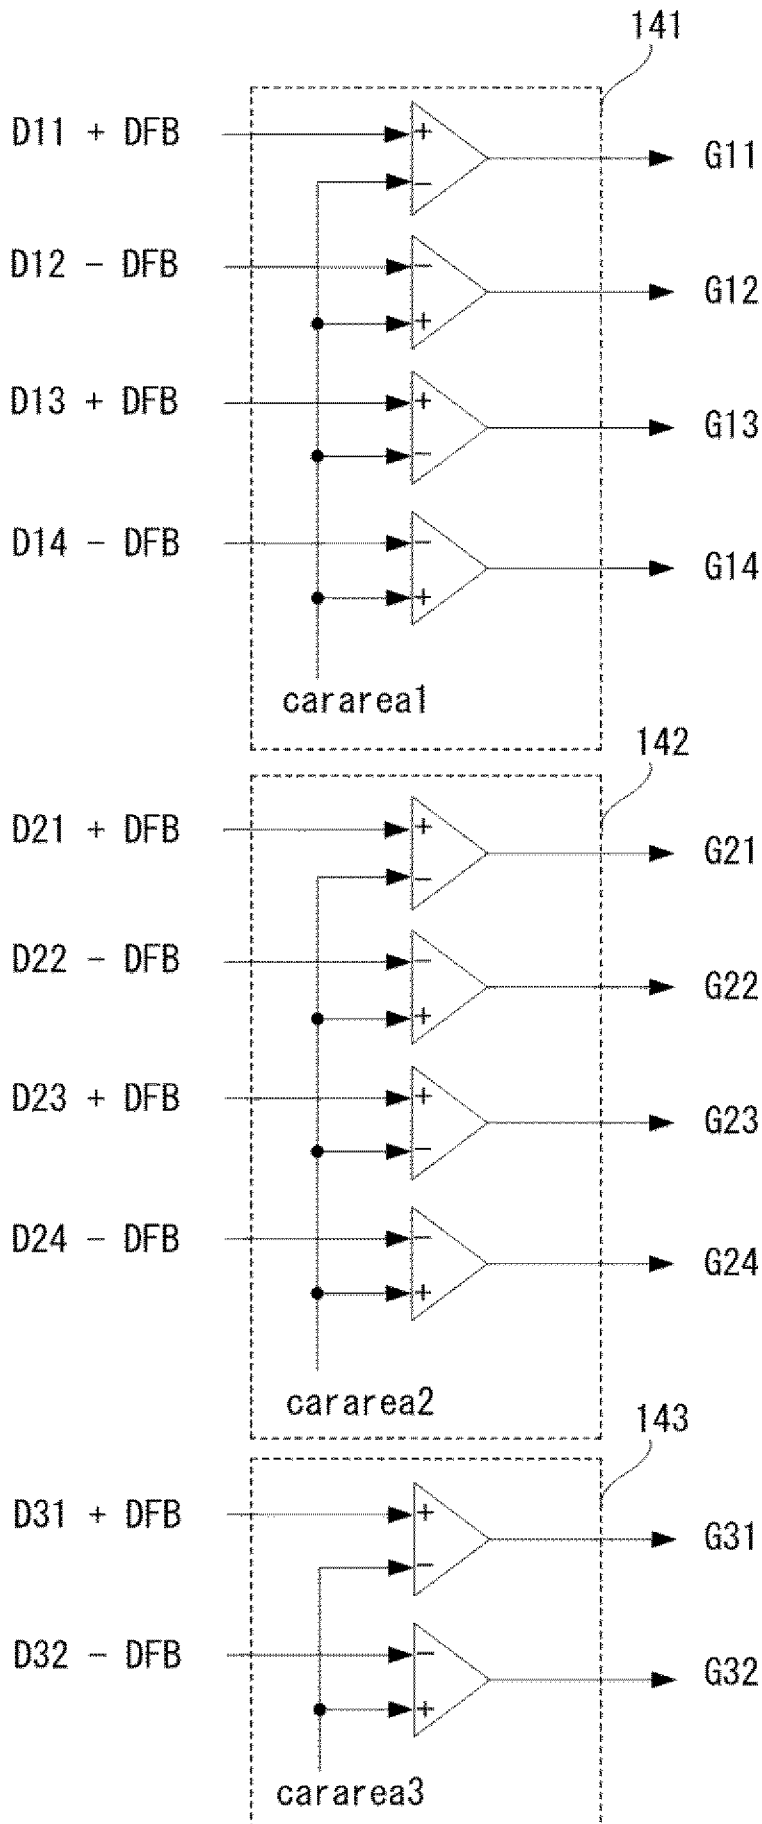 141
D11 + DFB
+
G11
−
D12 − DFB
−
G12
+
D13 + DFB
+
G13
−
D14 − DFB
−
G14
+
cararea1
142
D21 + DFB
+
G21
−
D22 − DFB
−
G22
+
D23 + DFB
+
G23
−
D24 − DFB
−
G24
+
cararea2
143
D31 + DFB
+
G31
−
D32 − DFB
−
G32
+
cararea3